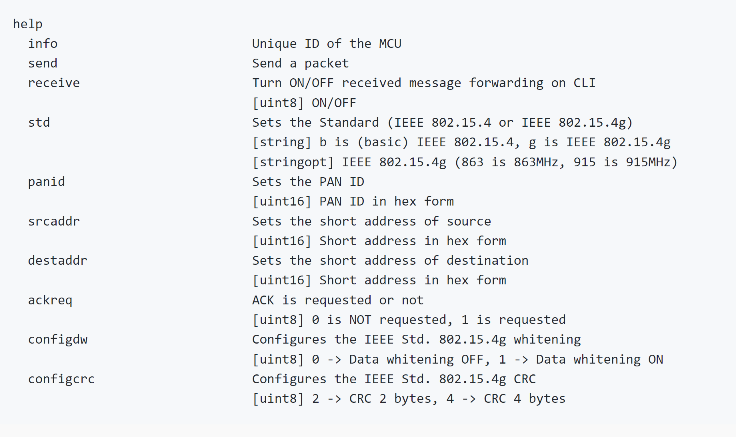 help
info Unique ID of the MCU
send Send a packet
receive Turn ON/OFF received message forwarding on CLI
[uint8] ON/OFF
std Sets the Standard (IEEE 802.15.4 or IEEE 802.15.4g)
[string] b is (basic) IEEE 802.15.4, g is IEEE 802.15.4g
[stringopt] IEEE 802.15.4g (863 is 863MHz, 915 is 915MHz)
panid Sets the PAN ID
[uint16] PAN ID in hex form
srcaddr Sets the short address of source
[uint16] Short address in hex form
destaddr Sets the short address of destination
[uint16] Short address in hex form
ackreq ACK is requested or not
[uint8] 0 is NOT requested, 1 is requested
configdw Configures the IEEE Std. 802.15.4g whitening
[uint8] 0 -> Data whitening OFF, 1 -> Data whitening ON
configcrc Configures the IEEE Std. 802.15.4g CRC
[uint8] 2 -> CRC 2 bytes, 4 -> CRC 4 bytes